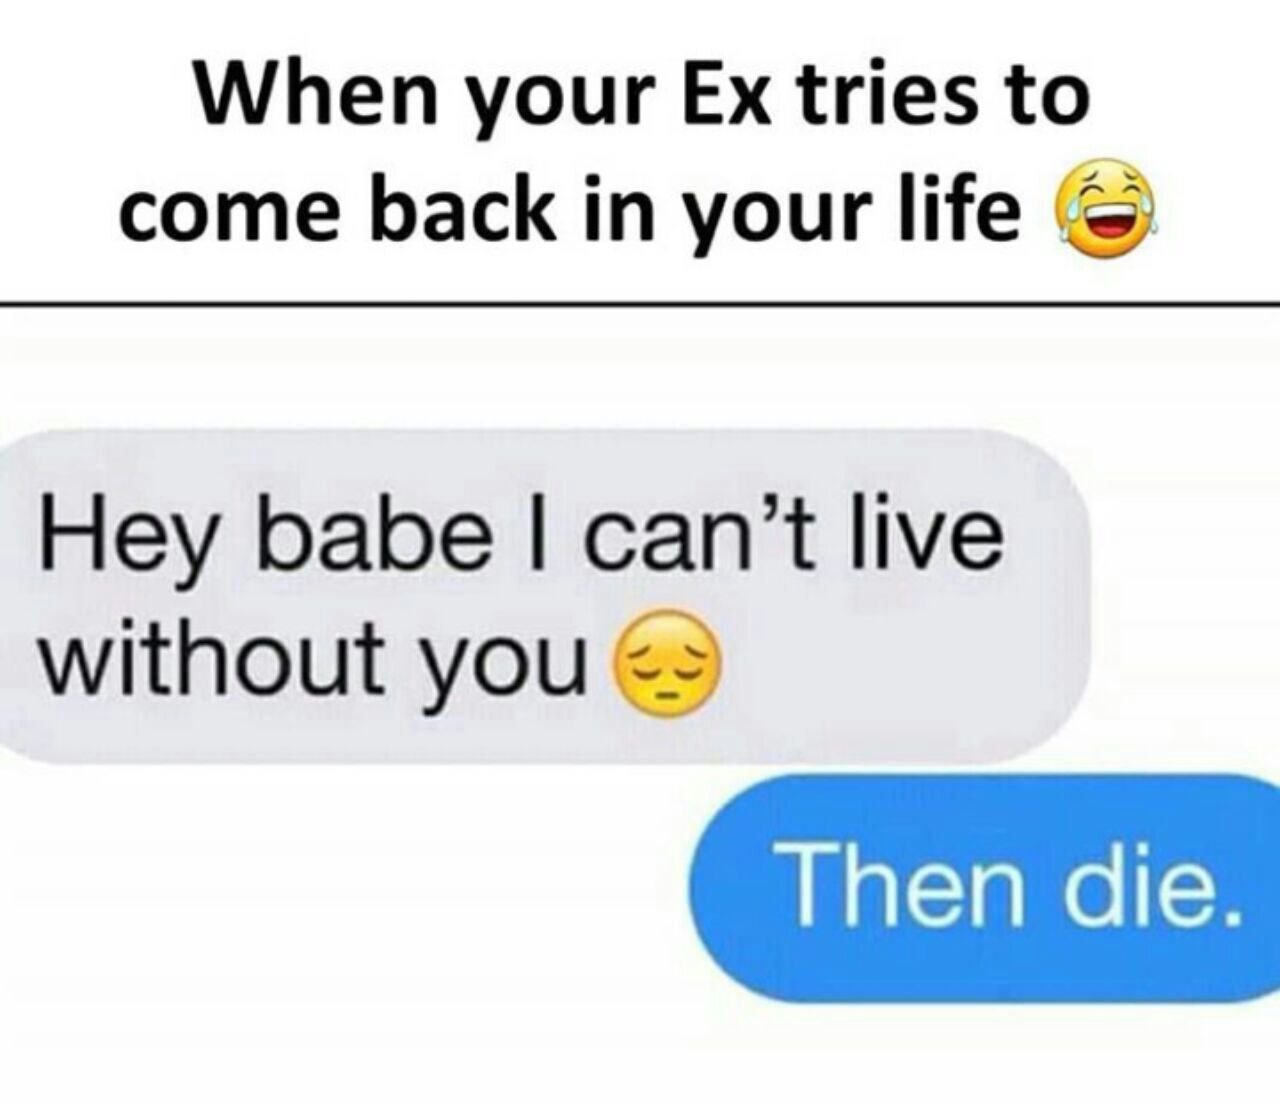 When your Ex tries to
come back in your life 😂
Hey babe I can’t live
without you 😔
Then die.